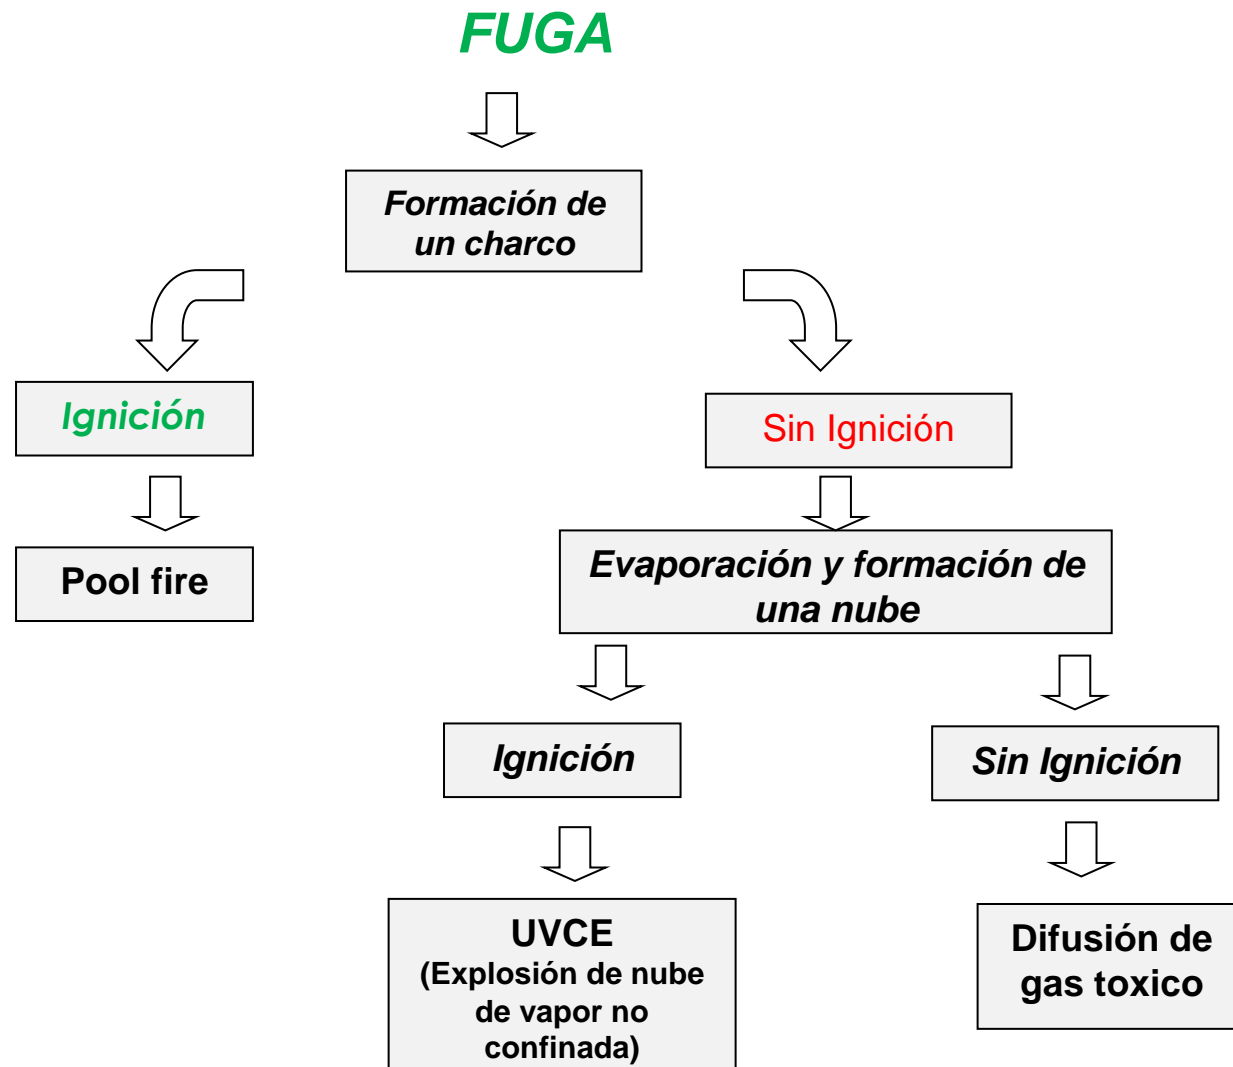 FUGA
Formación de
un charco
Ignición
Sin Ignición
Pool fire
Evaporación y formación de
una nube
Ignición
Sin Ignición
UVCE
(Explosión de nube
de vapor no
confinada)
Difusión de
gas toxico